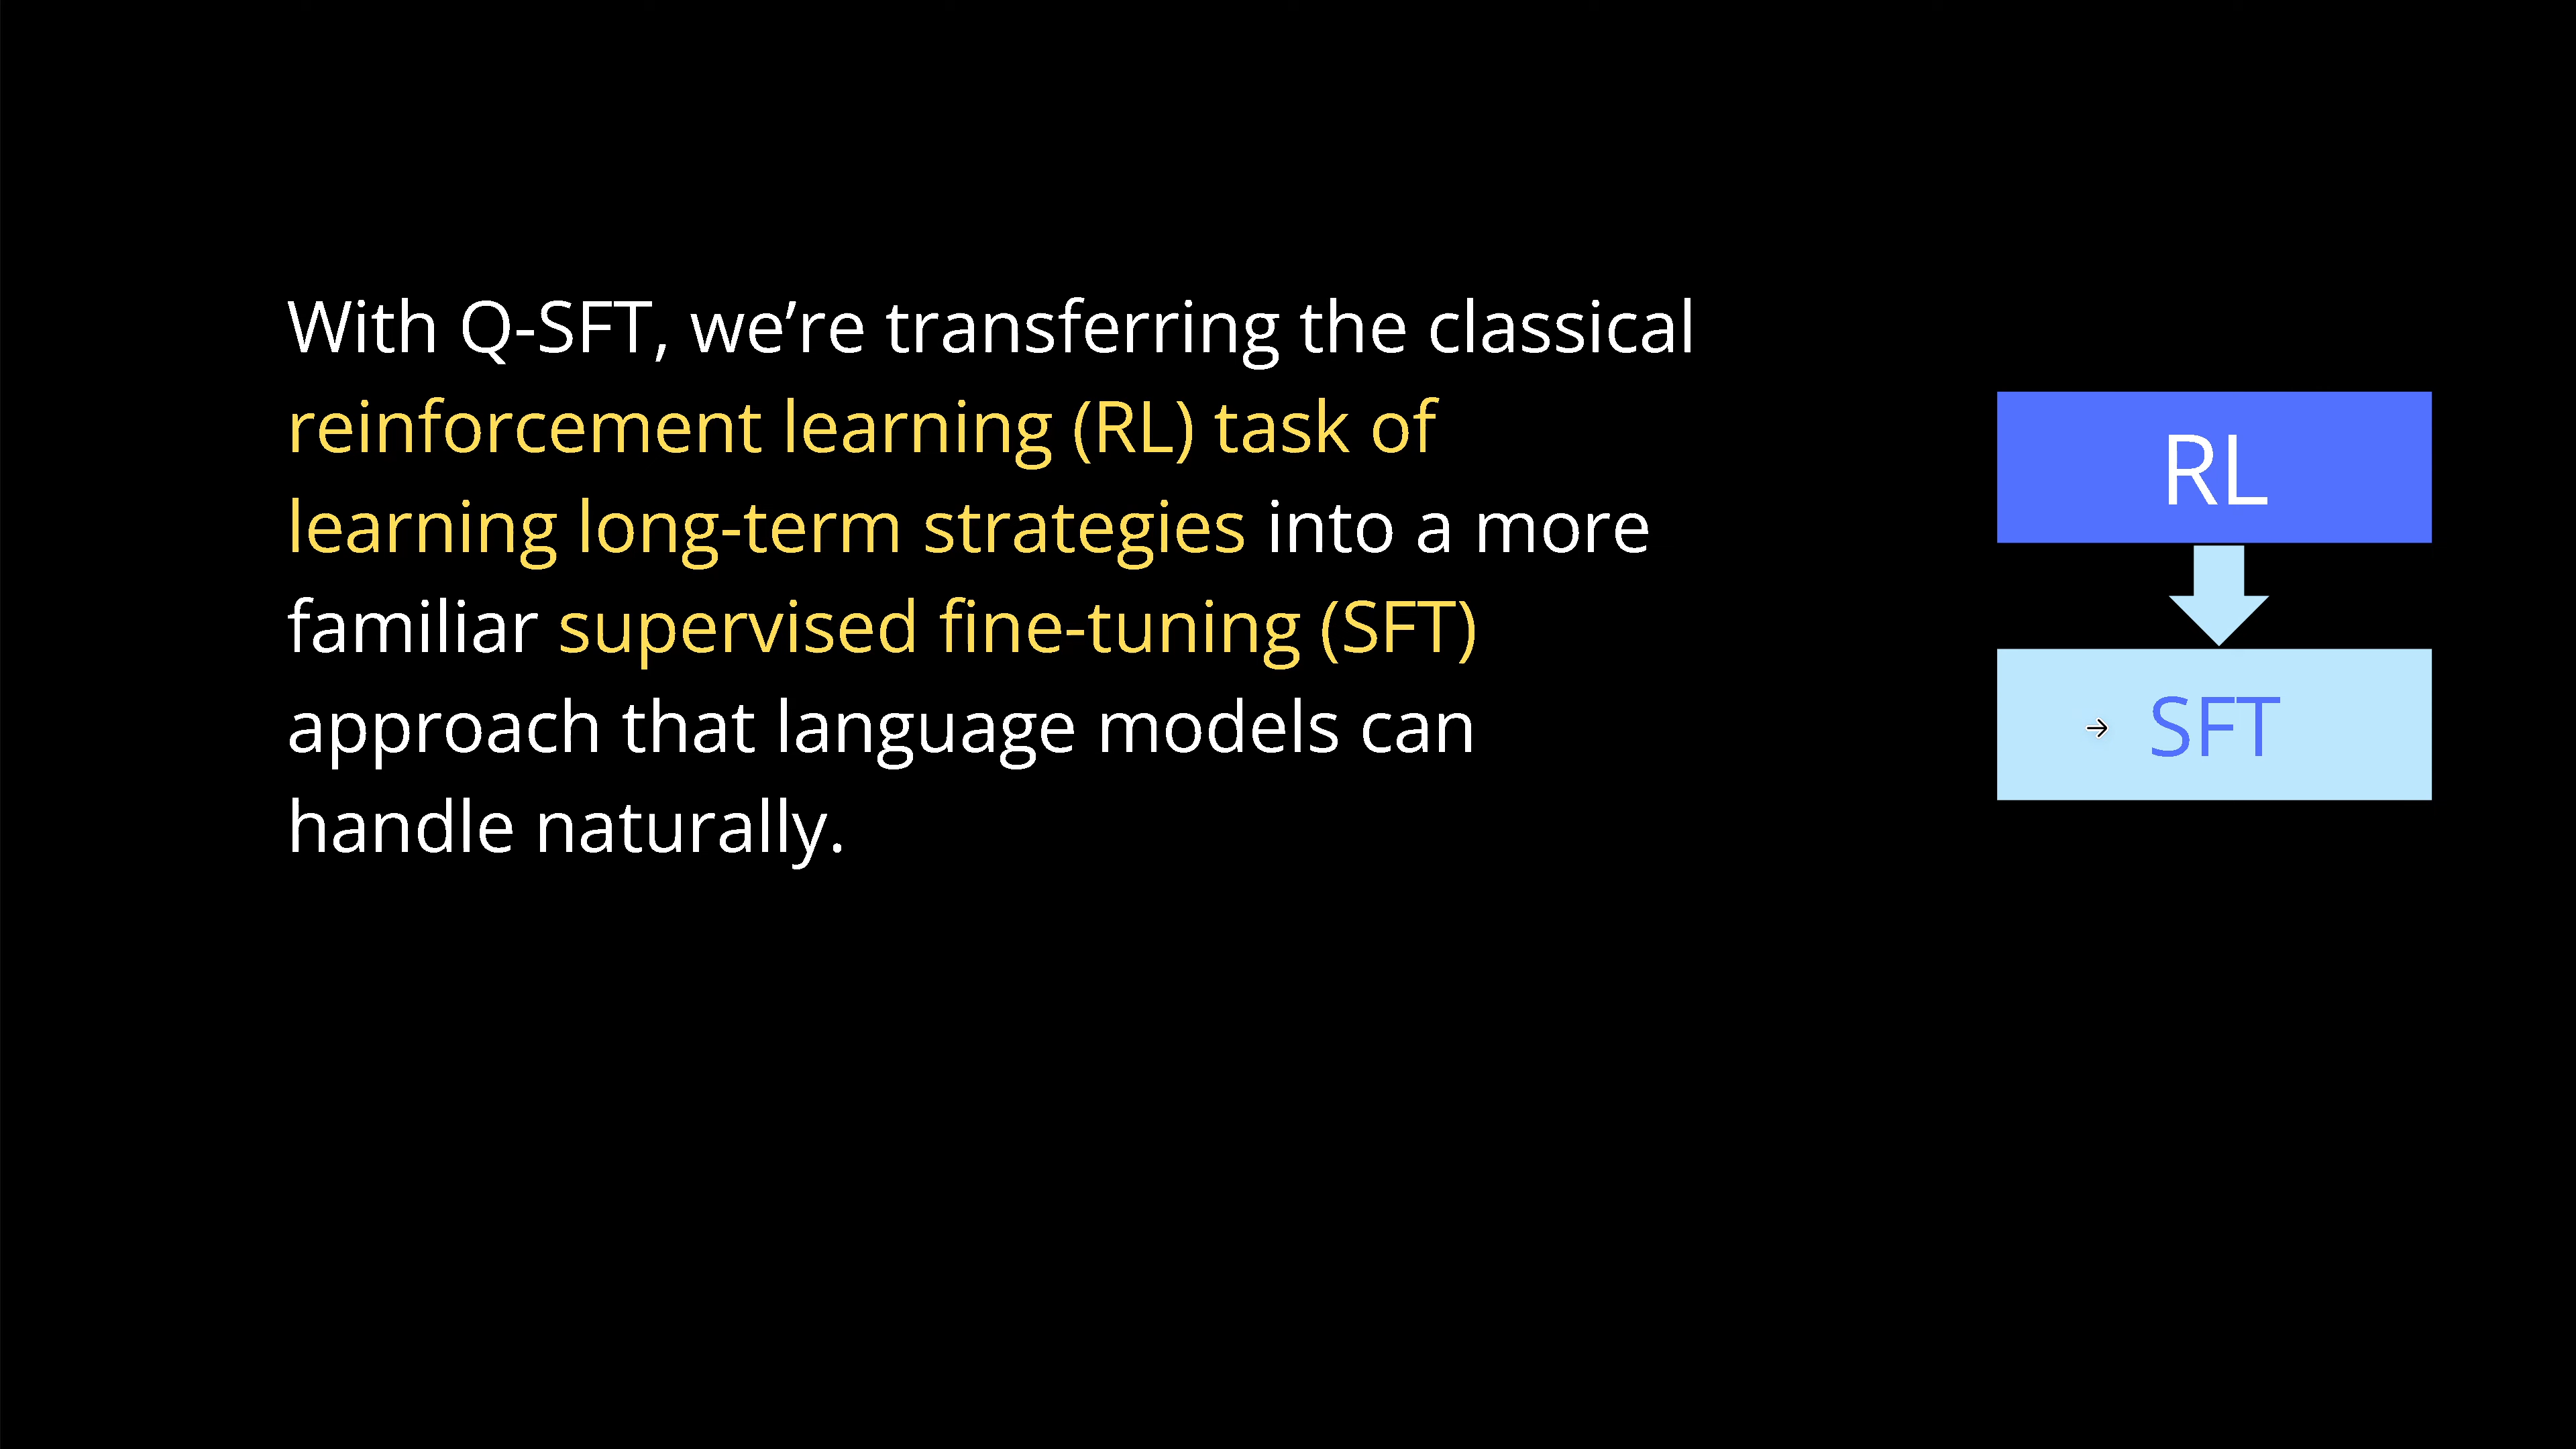 With Q-SFT, we’re transferring the classical
reinforcement learning (RL) task of
learning long-term strategies into a more
familiar supervised fine-tuning (SFT)
approach that language models can
handle naturally.
RL
SFT